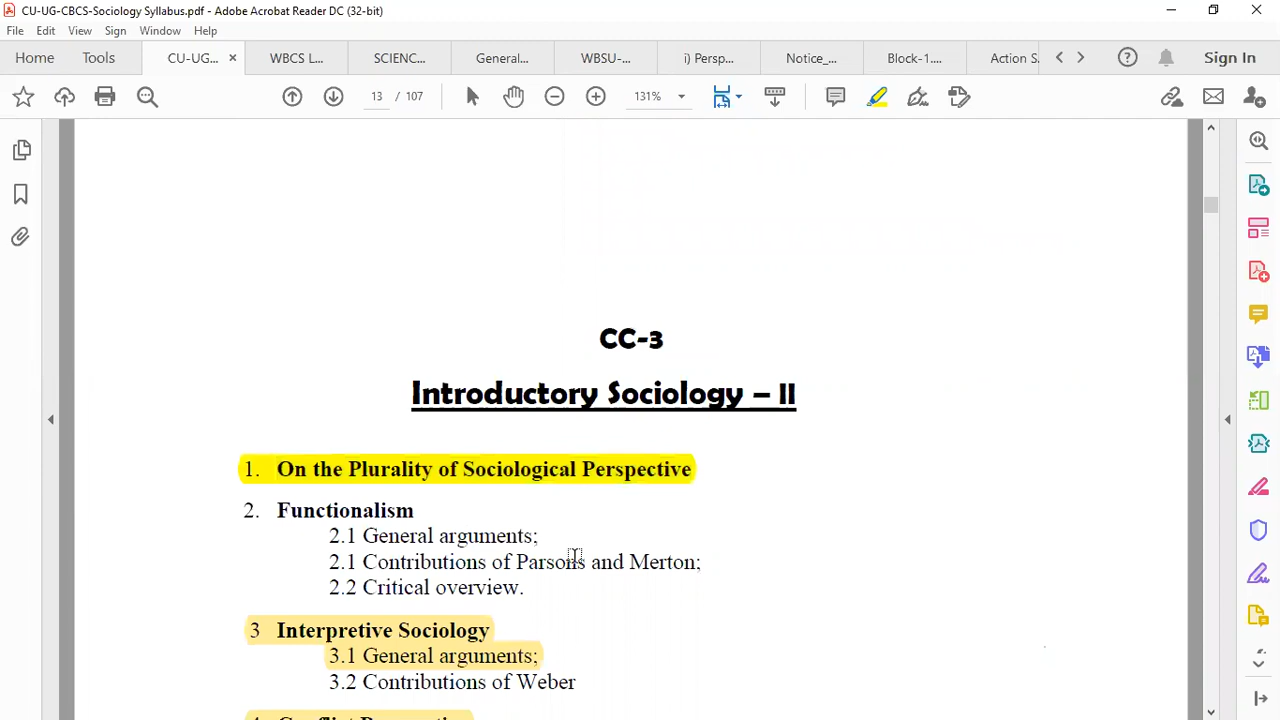 CU-UG-CBCS-Sociology Syllabus.pdf - Adobe Acrobat Reader DC (32-bit)
File Edit View Sign Window Help
Home Tools CU-UG... × WBCS L... SCIENC... General... WBSU-... i) Persp... Notice_... Block-1.... Action S. Sign In
13 / 107 131%
CC-3
Introductory Sociology – II
1. On the Plurality of Sociological Perspective
2. Functionalism
2.1 General arguments;
2.1 Contributions of Parsons and Merton;
2.2 Critical overview.
3 Interpretive Sociology
3.1 General arguments;
3.2 Contributions of Weber
4 Conflict Perspective